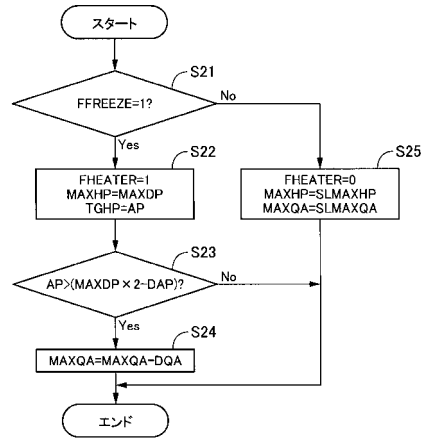 スタート
S21
FFREEZE=1?
No
Yes
S22
FHEATER=1
MAXHP=MAXDP
TGHP=AP
S25
FHEATER=0
MAXHP=SLMAXHP
MAXQA=SLMAXQA
S23
AP>(MAXDP×2-DAP)?
No
Yes
S24
MAXQA=MAXQA-DQA
エンド